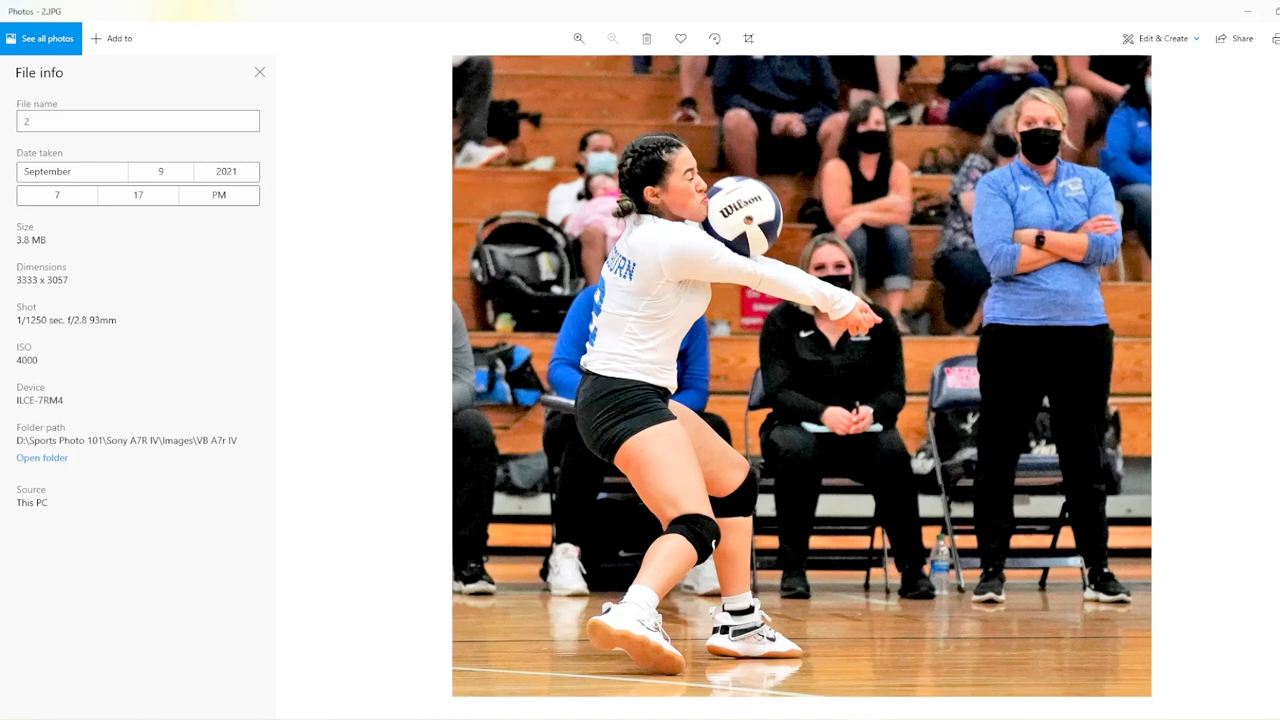 Photos - 2.JPG
See all photos
Add to
Edit & Create
Share
File info
File name
2
Date taken
September 9 2021
7 17 PM
Size
3.8 MB
Dimensions
3333 x 3057
Shot
1/1250 sec. f/2.8 93mm
ISO
4000
Device
ILCE-7RM4
Folder path
D:\Sports Photo 101\Sony A7R IV\Images\VB A7r IV
Open folder
Source
This PC
Wilson
BURN